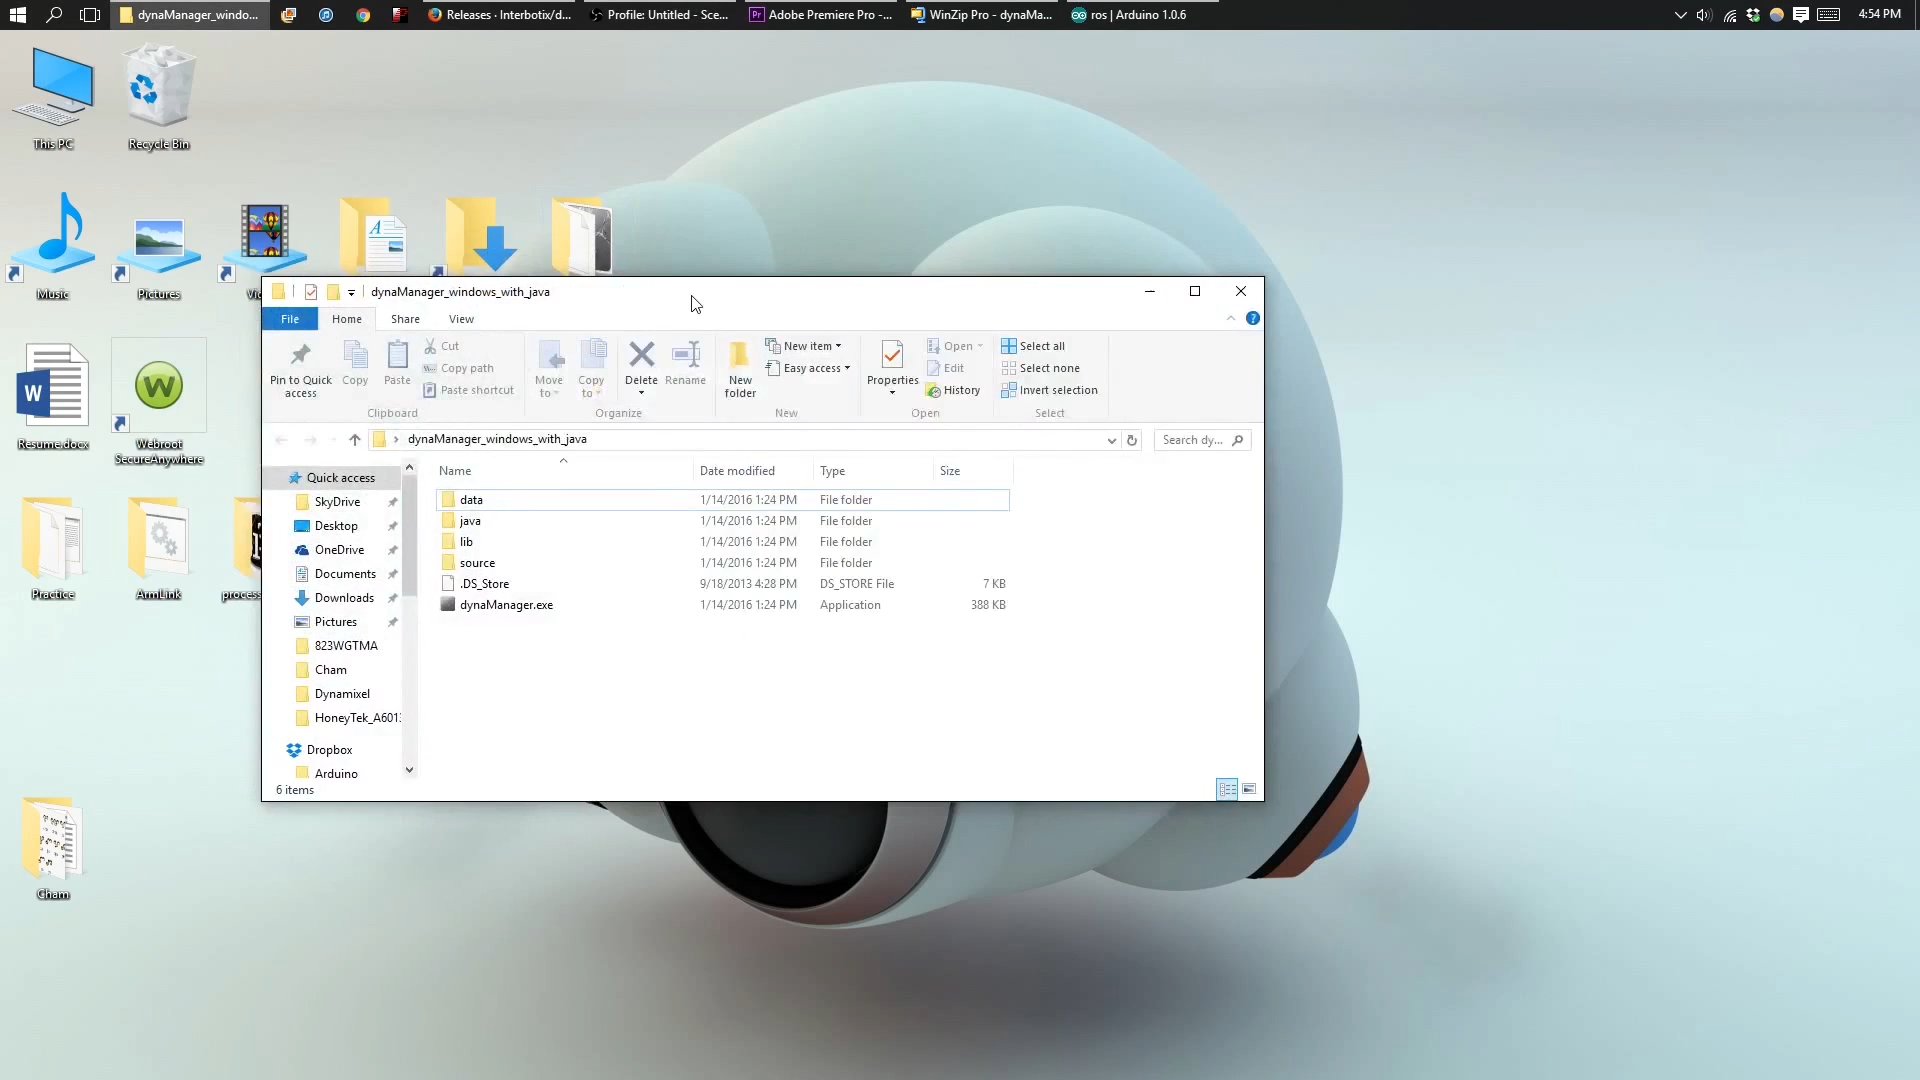 dynaManager_windo...
Releases · Interbotix/d...
Profile: Untitled - Sce...
Adobe Premiere Pro -...
WinZip Pro - dynaMa...
ros | Arduino 1.0.6
4:54 PM
This PC
Recycle Bin
Music
Pictures
Resume.docx
Webroot
SecureAnywhere
Practice
ArmLink
Cham
dynaManager_windows_with_java
File
Home
Share
View
Pin to Quick
access
Copy
Paste
Cut
Copy path
Paste shortcut
Clipboard
Move
to
Copy
to
Delete
Rename
Organize
New
folder
New item
Easy access
New
Properties
Open
Edit
History
Open
Select all
Select none
Invert selection
Select
dynaManager_windows_with_java
Search dy...
Quick access
SkyDrive
Desktop
OneDrive
Documents
Downloads
Pictures
823WGTMA
Cham
Dynamixel
HoneyTek_A601
Dropbox
Arduino
Name Date modified Type Size
data 1/14/2016 1:24 PM File folder
java 1/14/2016 1:24 PM File folder
lib 1/14/2016 1:24 PM File folder
source 1/14/2016 1:24 PM File folder
.DS_Store 9/18/2013 4:28 PM DS_STORE File 7 KB
dynaManager.exe 1/14/2016 1:24 PM Application 388 KB
6 items